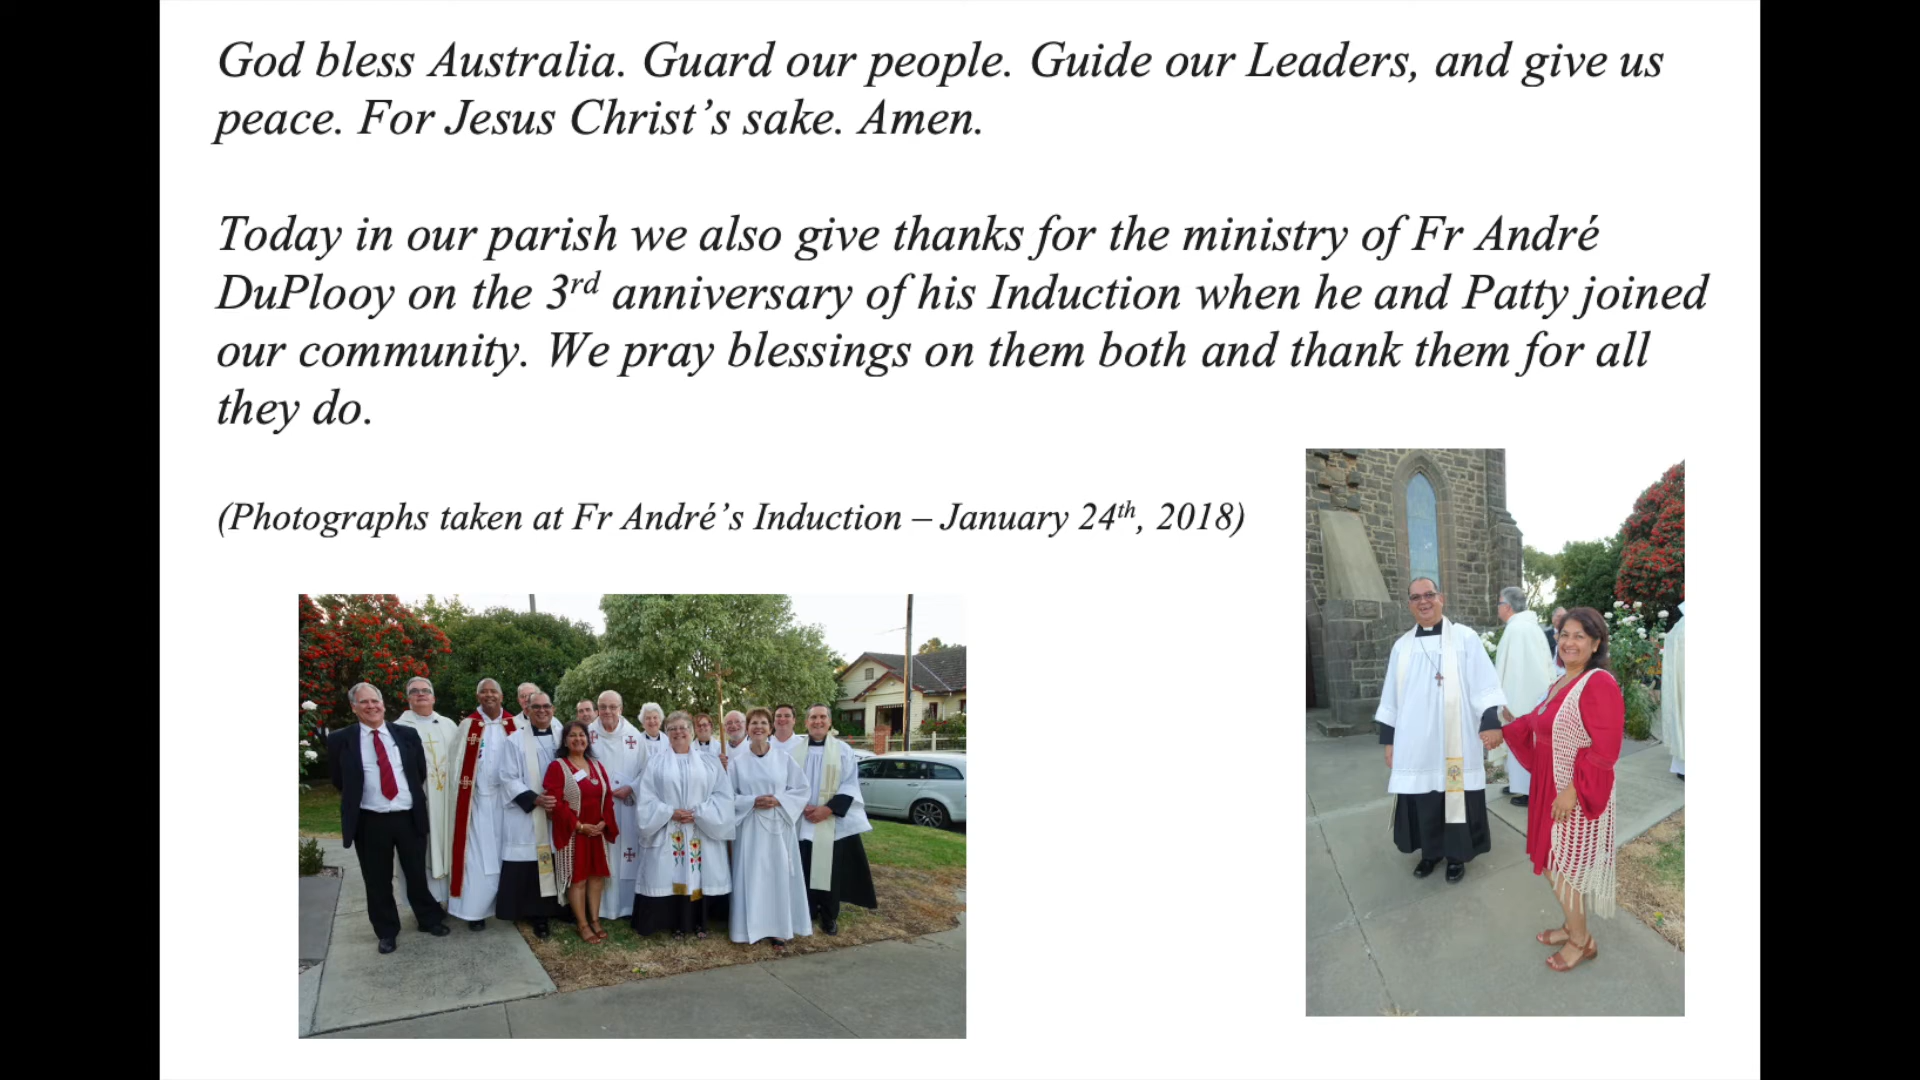 God bless Australia. Guard our people. Guide our Leaders, and give us
peace. For Jesus Christ’s sake. Amen.
Today in our parish we also give thanks for the ministry of Fr André
DuPlooy on the 3rd anniversary of his Induction when he and Patty joined
our community. We pray blessings on them both and thank them for all
they do.
(Photographs taken at Fr André’s Induction – January 24th, 2018)